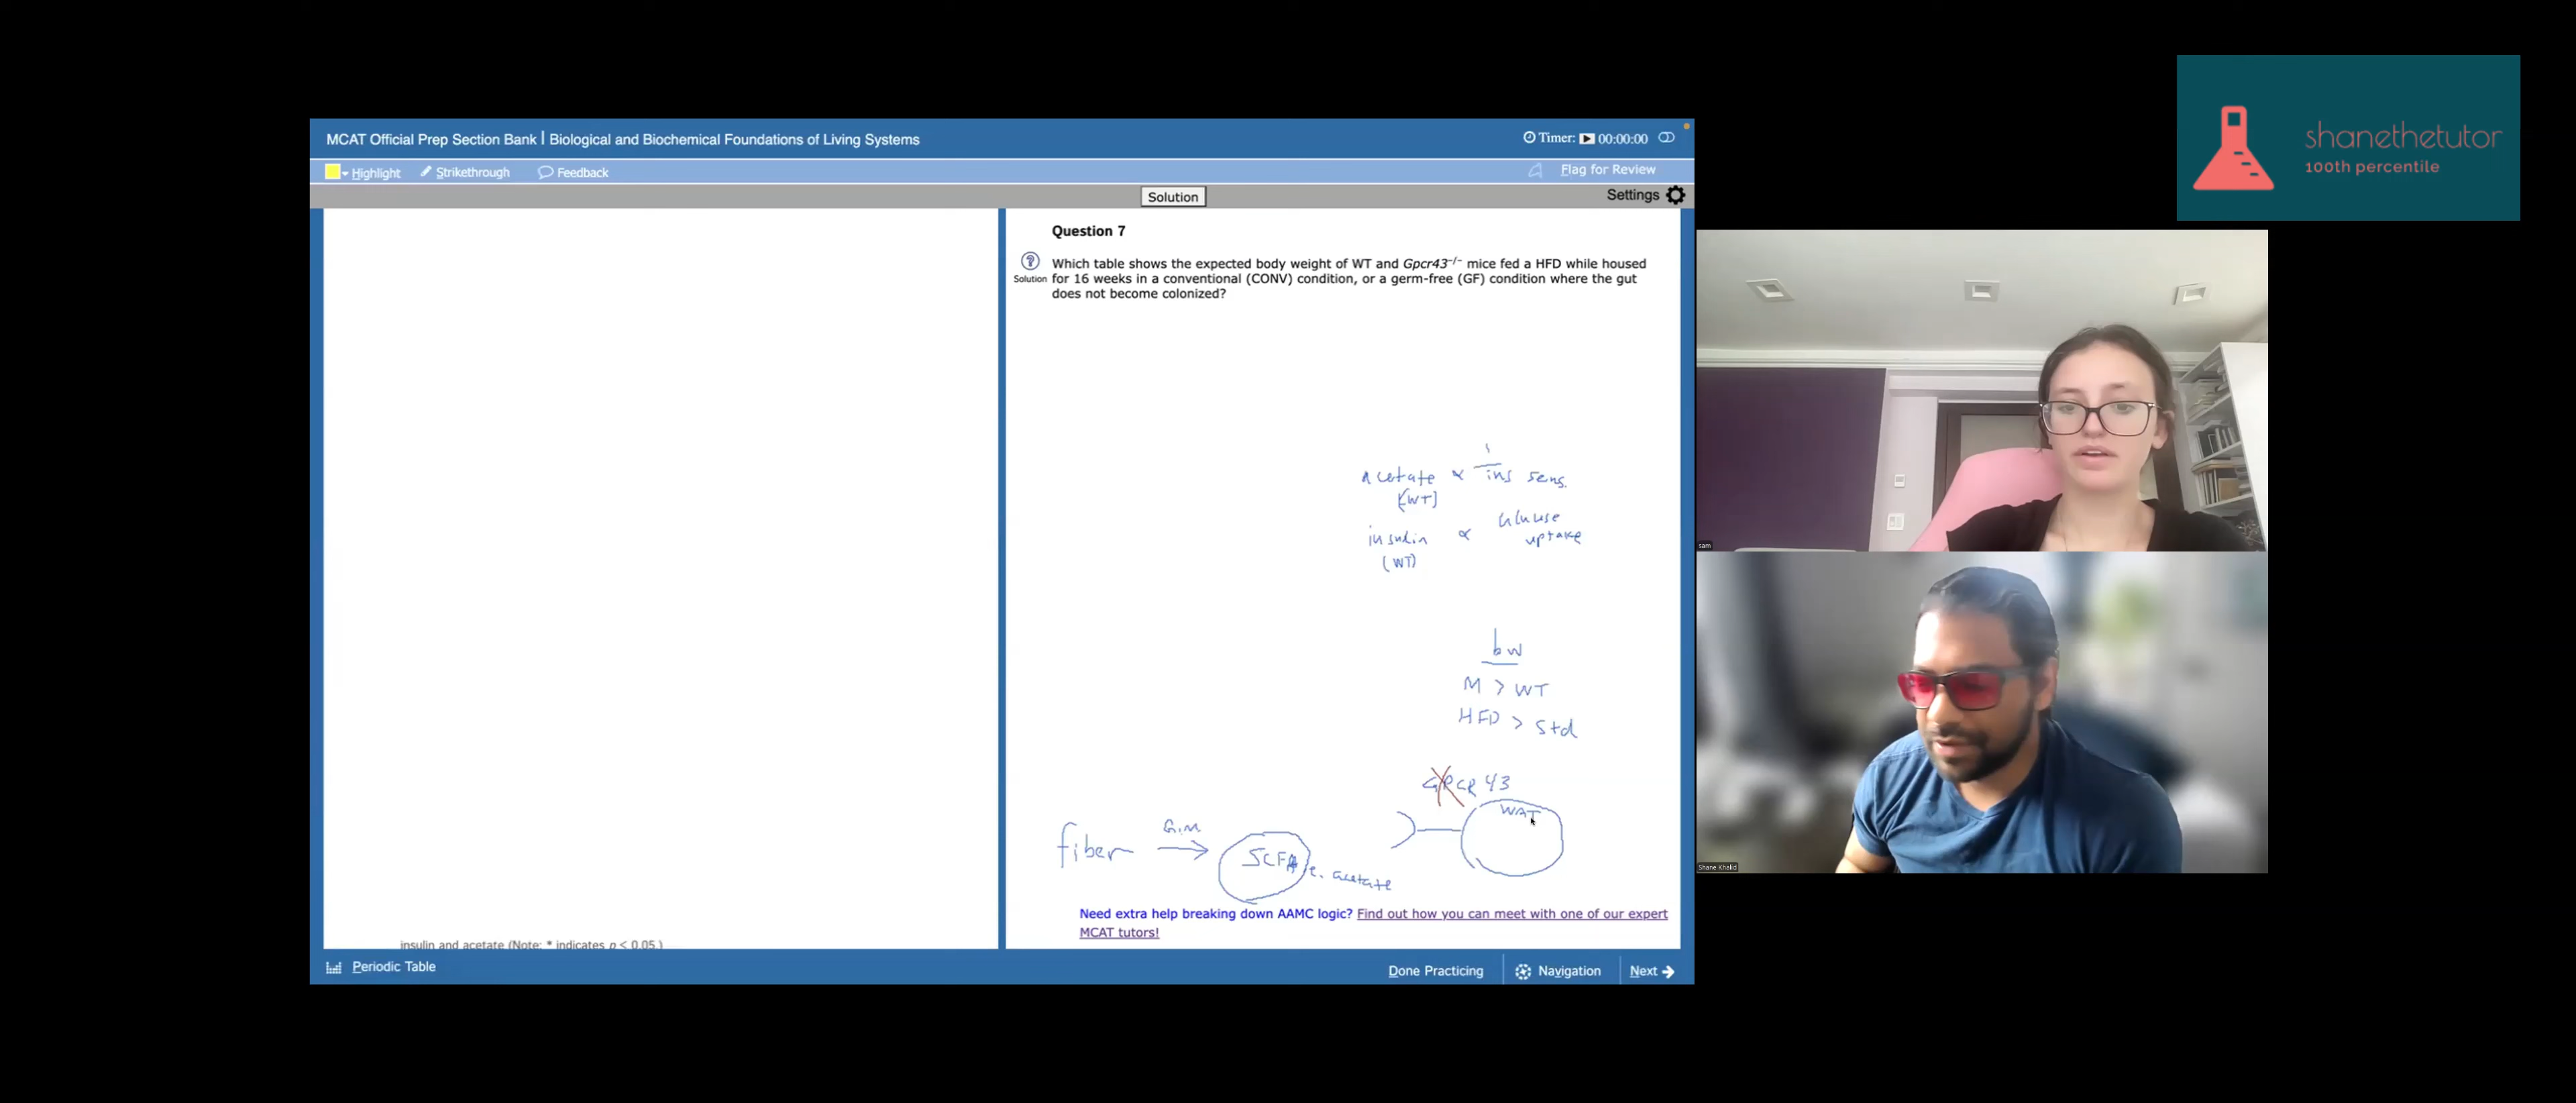 shanethetutor
100th percentile
MCAT Official Prep Section Bank | Biological and Biochemical Foundations of Living Systems
Timer: 00:00:00
Highlight Strikethrough Feedback
Flag for Review
Solution
Settings
Question 7
Solution
Which table shows the expected body weight of WT and Gpcr43-/- mice fed a HFD while housed
for 16 weeks in a conventional (CONV) condition, or a germ-free (GF) condition where the gut
does not become colonized?
acetate ∝ 1/ins sens.
[WT]
insulin ∝ glucose uptake
(WT)
bw
M > WT
HFD > Std
GPCR 43
WAT
fiber G.M → SCFA i.e. acetate
Need extra help breaking down AAMC logic? Find out how you can meet with one of our expert
MCAT tutors!
insulin and acetate (Note: * indicates p < 0.05.)
Periodic Table
Done Practicing
Navigation
Next
sam
Shane Khalid